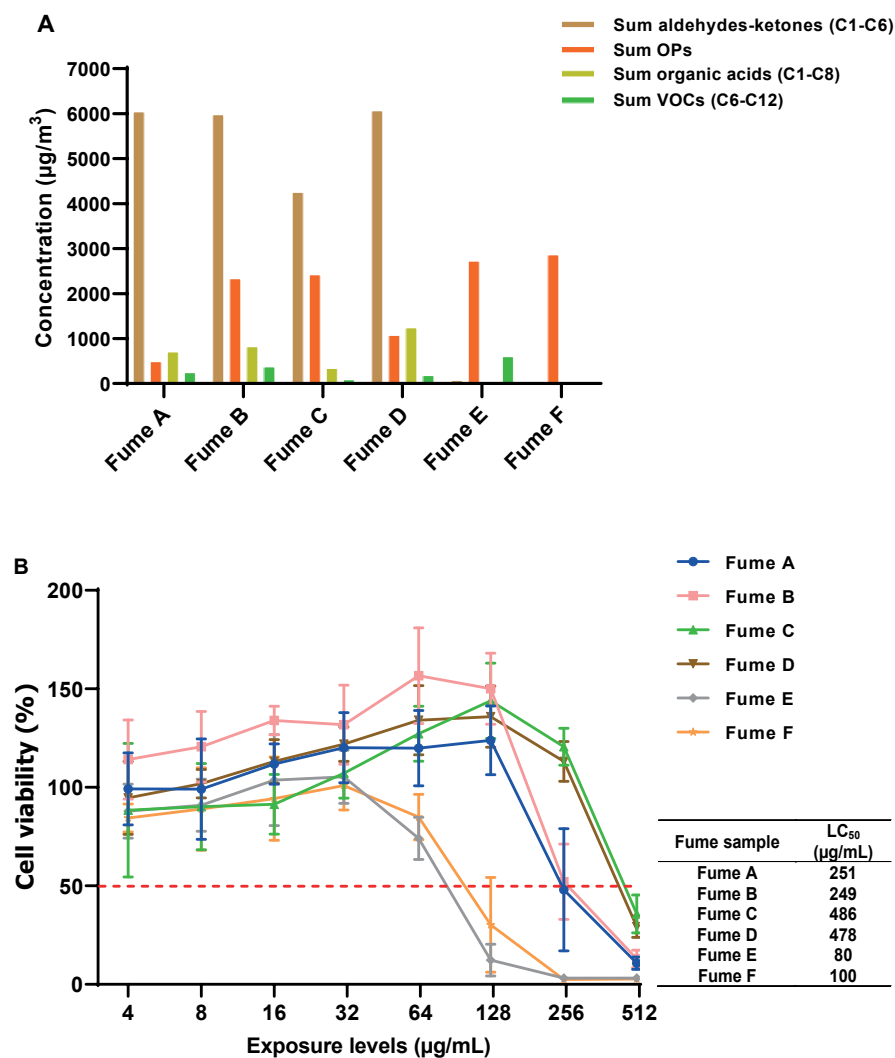 A
Sum aldehydes-ketones (C1-C6)
Sum OPs
Sum organic acids (C1-C8)
Sum VOCs (C6-C12)
Concentration (µg/m³)
7000
6000
5000
4000
3000
2000
1000
0
Fume A
Fume B
Fume C
Fume D
Fume E
Fume F
B
Fume A
Fume B
Fume C
Fume D
Fume E
Fume F
Cell viability (%)
200
150
100
50
0
4 8 16 32 64 128 256 512
Exposure levels (µg/mL)
Fume sample LC₅₀ (µg/mL)
Fume A 251
Fume B 249
Fume C 486
Fume D 478
Fume E 80
Fume F 100